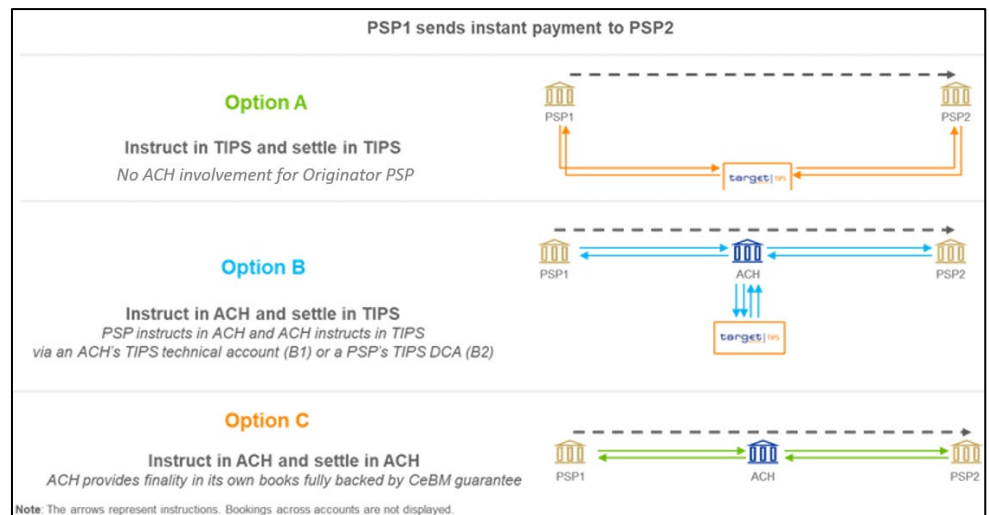 PSP1 sends instant payment to PSP2
Option A
Instruct in TIPS and settle in TIPS
No ACH involvement for Originator PSP
PSP1
PSP2
target|TIPS
Option B
Instruct in ACH and settle in TIPS
PSP instructs in ACH and ACH instructs in TIPS
via an ACH's TIPS technical account (B1) or a PSP's TIPS DCA (B2)
PSP1
ACH
PSP2
target|TIPS
Option C
Instruct in ACH and settle in ACH
ACH provides finality in its own books fully backed by CeBM guarantee
PSP1
ACH
PSP2
Note: The arrows represent instructions. Bookings across accounts are not displayed.